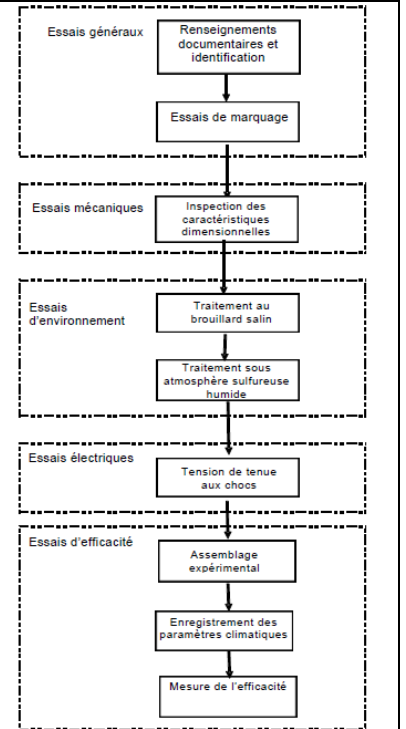 Essais généraux
Renseignements
documentaires et
identification
Essais de marquage
Essais mécaniques
Inspection des
caractéristiques
dimensionnelles
Essais
d'environnement
Traitement au
brouillard salin
Traitement sous
atmosphère sulfureuse
humide
Essais électriques
Tension de tenue
aux chocs
Essais d'efficacité
Assemblage
expérimental
Enregistrement des
paramètres climatiques
Mesure de l'efficacité